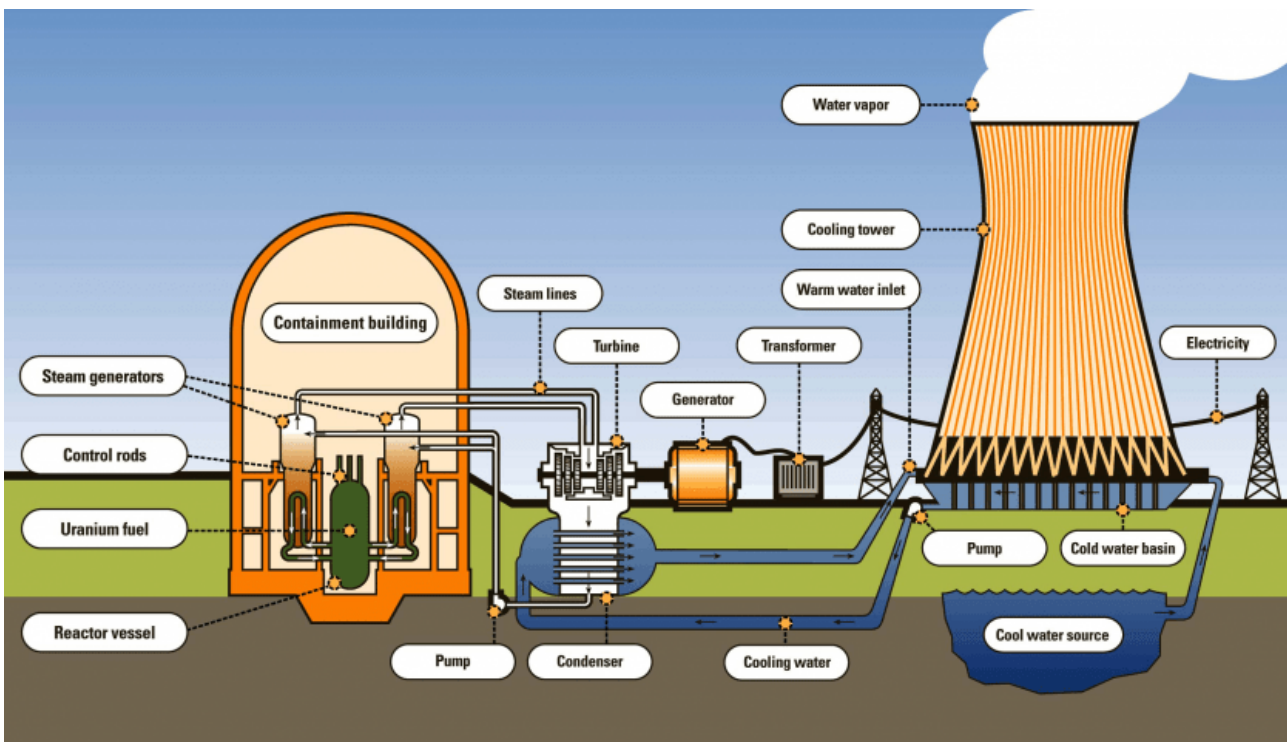 Water vapor
Cooling tower
Warm water inlet
Steam lines
Containment building
Turbine
Transformer
Electricity
Steam generators
Generator
Control rods
Uranium fuel
Pump
Cold water basin
Reactor vessel
Cool water source
Pump
Condenser
Cooling water